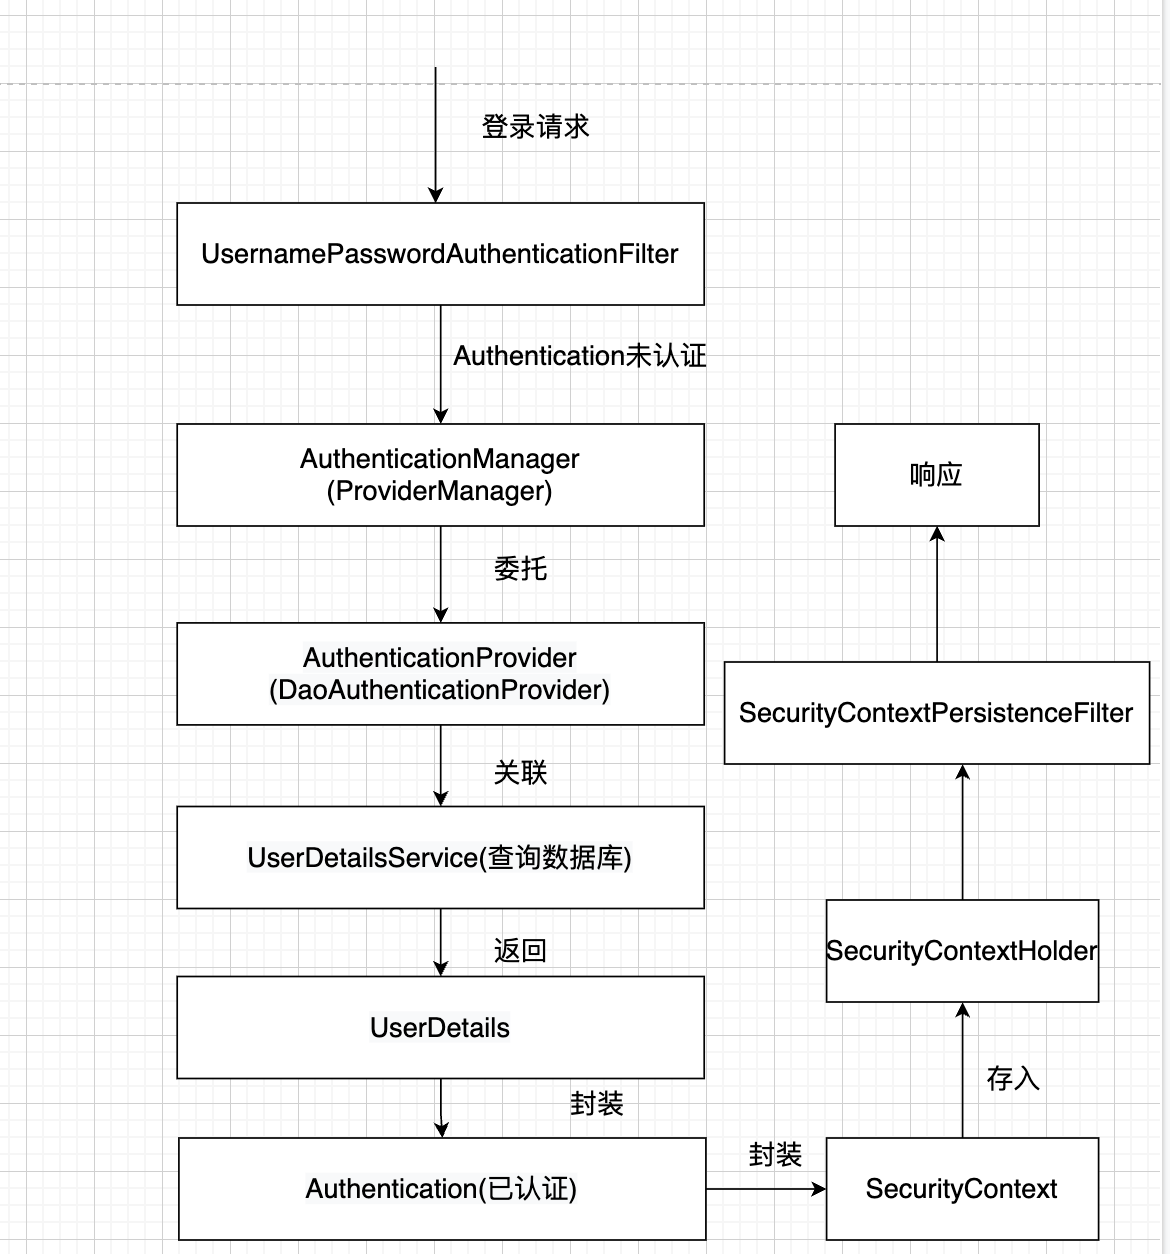 登录请求
UsernamePasswordAuthenticationFilter
Authentication未认证
AuthenticationManager
(ProviderManager)
委托
AuthenticationProvider
(DaoAuthenticationProvider)
关联
UserDetailsService(查询数据库)
返回
UserDetails
封装
Authentication(已认证)
封装
SecurityContext
存入
SecurityContextHolder
SecurityContextPersistenceFilter
响应